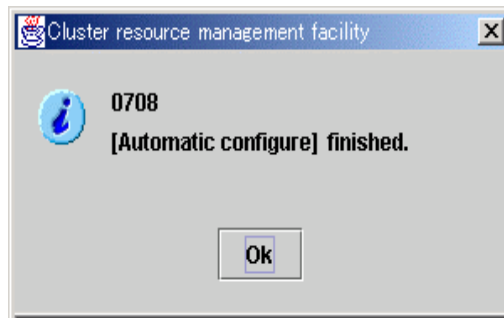 Cluster resource management facility
0708
[Automatic configure] finished.
Ok